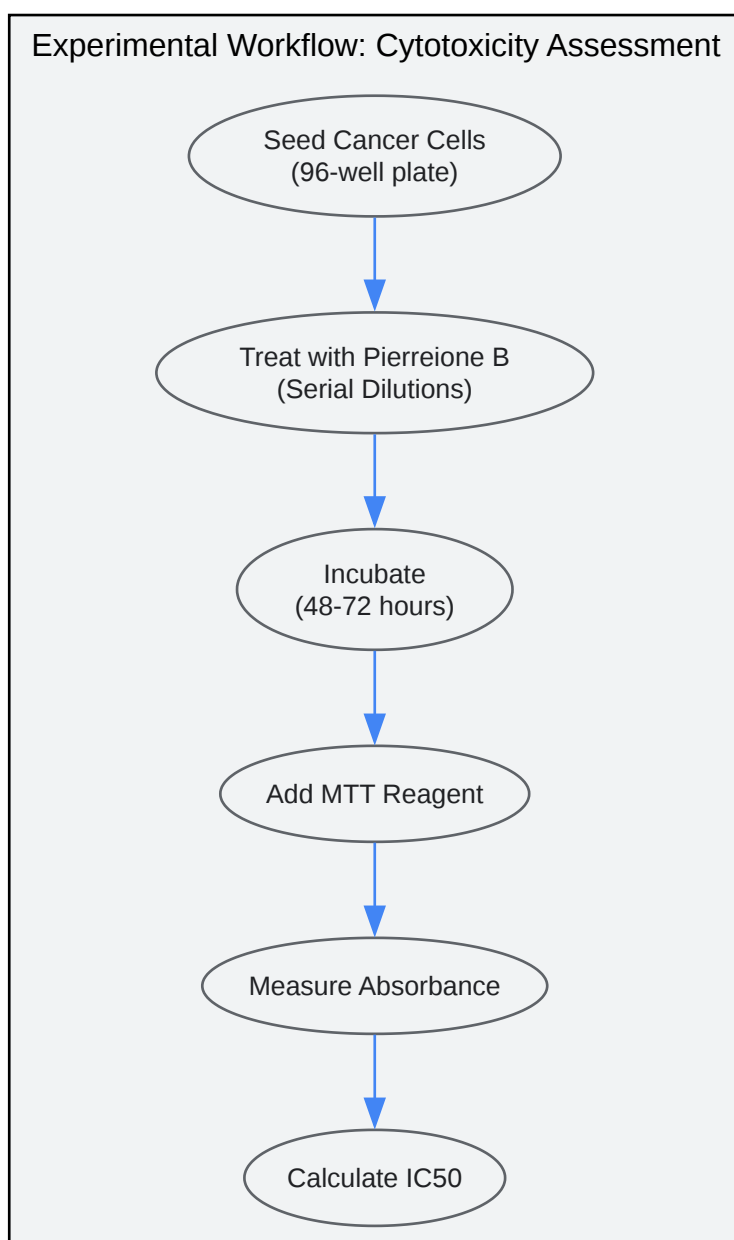 Experimental Workflow: Cytotoxicity Assessment
Seed Cancer Cells
(96-well plate)
Treat with Pierreione B
(Serial Dilutions)
Incubate
(48-72 hours)
Add MTT Reagent
Measure Absorbance
Calculate IC50